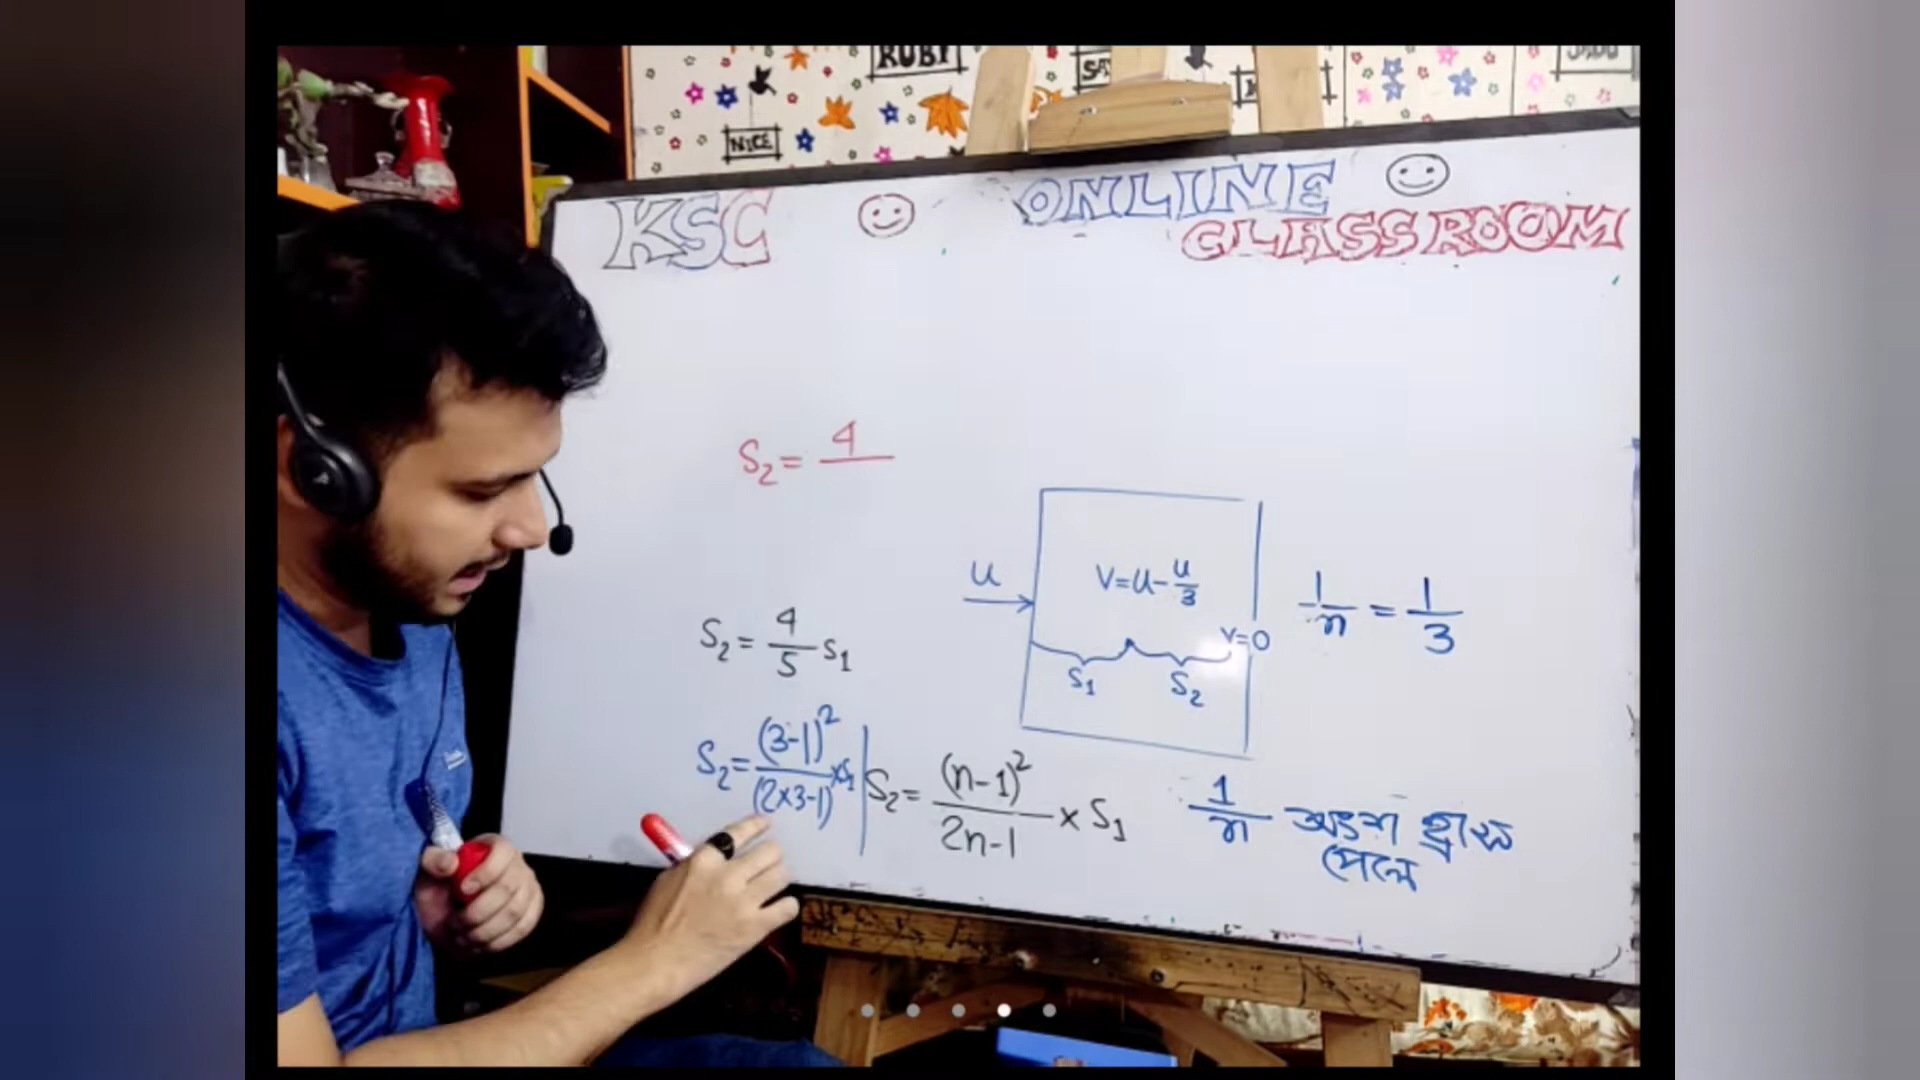 RUBY
NICE
KSC
ONLINE
CLASSROOM
S₂ = 4/
u
V=u-u/3
V=0
S₁ S₂
1/n = 1/3
S₂ = 4/5 S₁
S₂ = (3-1)²/(2×3-1) ×S₁
S₂ = (n-1)²/2n-1 × S₁
1/n অংশ হ্রাস
পেলে